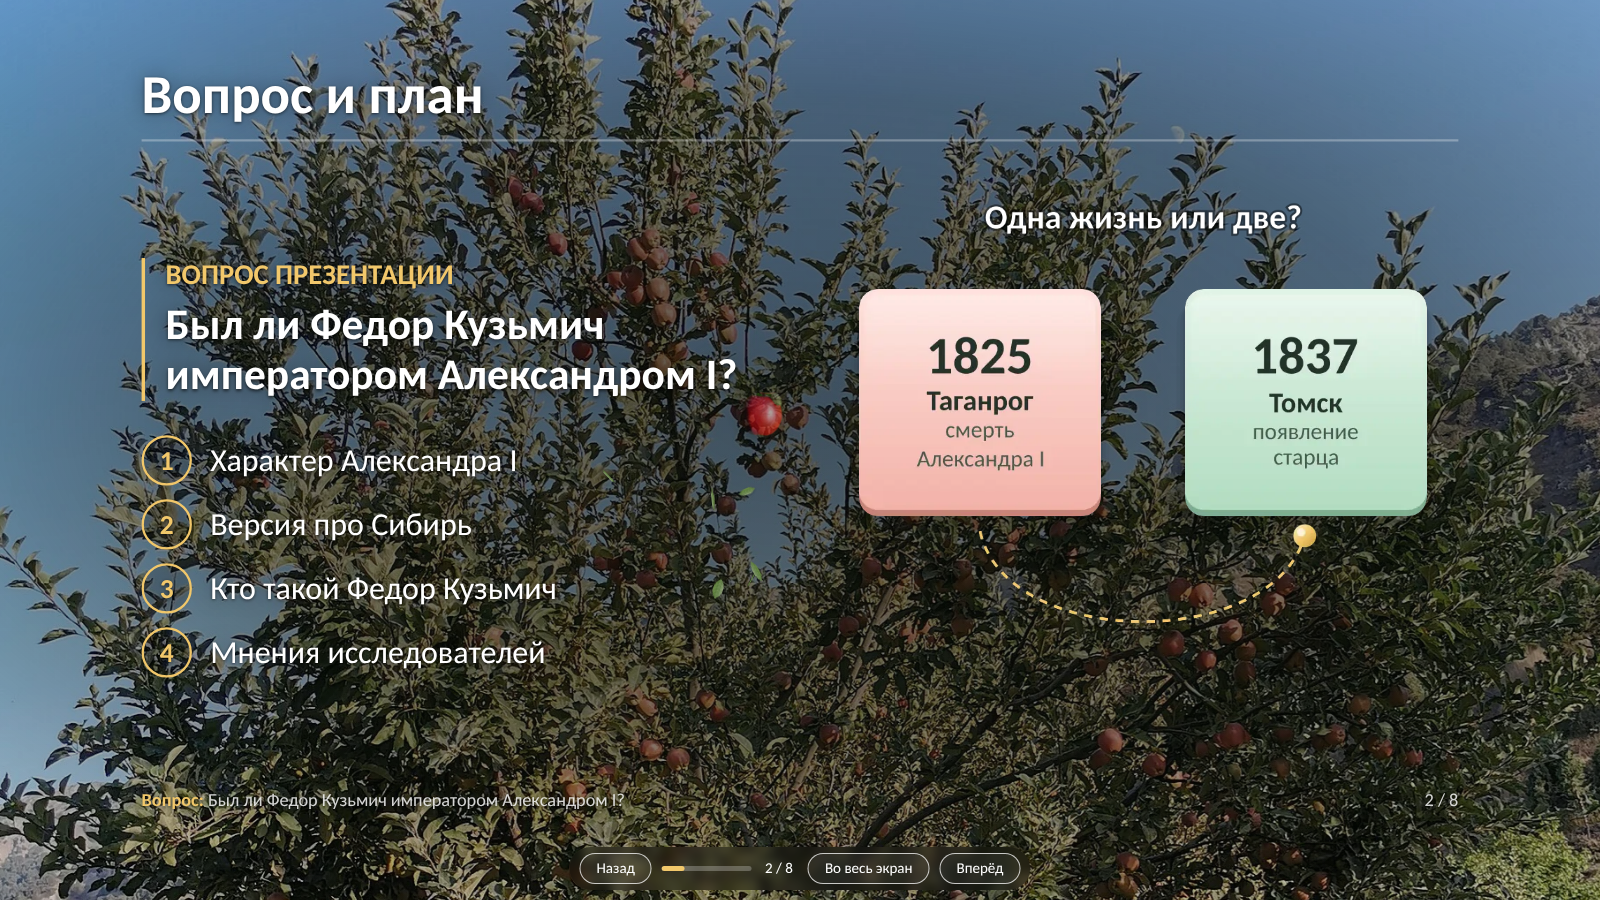 Вопрос и план
ВОПРОС ПРЕЗЕНТАЦИИ
Был ли Федор Кузьмич
императором Александром I?
1 Характер Александра I
2 Версия про Сибирь
3 Кто такой Федор Кузьмич
4 Мнения исследователей
Одна жизнь или две?
1825
Таганрог
смерть
Александра I
1837
Томск
появление
старца
Вопрос: Был ли Федор Кузьмич императором Александром I?
2 / 8
Назад
2 / 8
Во весь экран
Вперёд